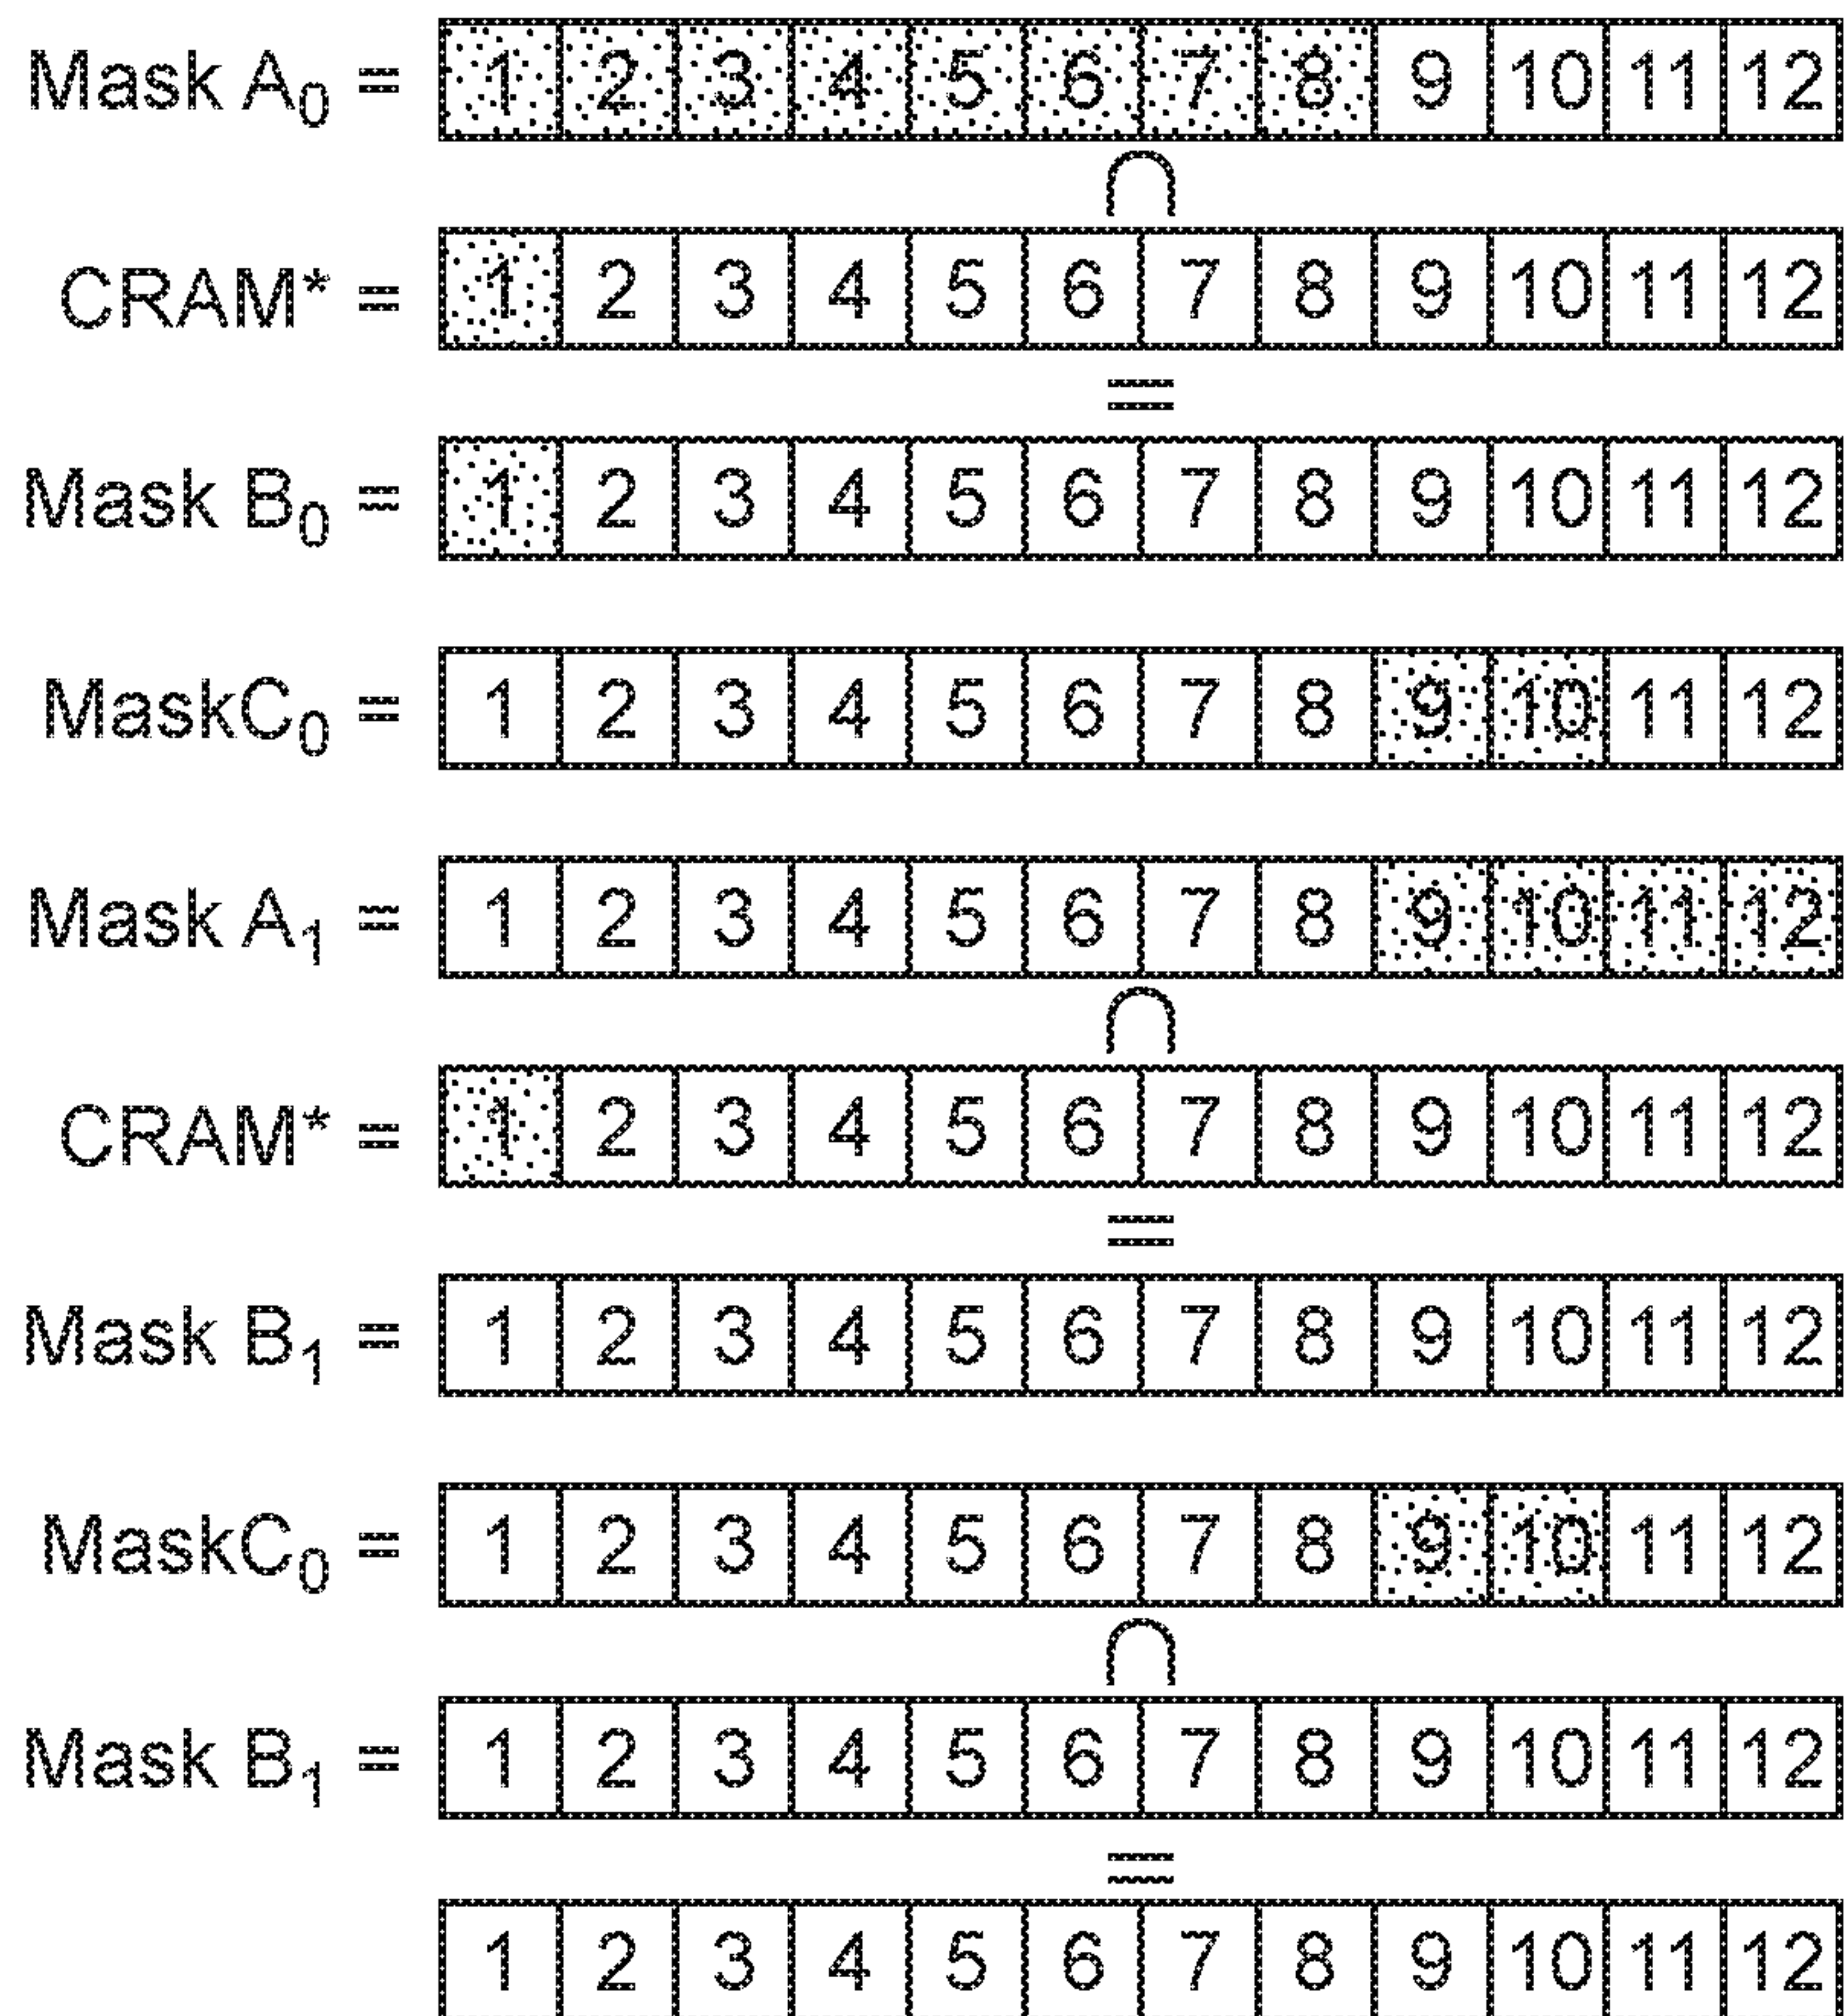 Mask A₀ = 1 2 3 4 5 6 7 8 9 10 11 12
∩
CRAM* = 1 2 3 4 5 6 7 8 9 10 11 12
=
Mask B₀ = 1 2 3 4 5 6 7 8 9 10 11 12
MaskC₀ = 1 2 3 4 5 6 7 8 9 10 11 12
Mask A₁ = 1 2 3 4 5 6 7 8 9 10 11 12
∩
CRAM* = 1 2 3 4 5 6 7 8 9 10 11 12
=
Mask B₁ = 1 2 3 4 5 6 7 8 9 10 11 12
MaskC₀ = 1 2 3 4 5 6 7 8 9 10 11 12
∩
Mask B₁ = 1 2 3 4 5 6 7 8 9 10 11 12
=
1 2 3 4 5 6 7 8 9 10 11 12